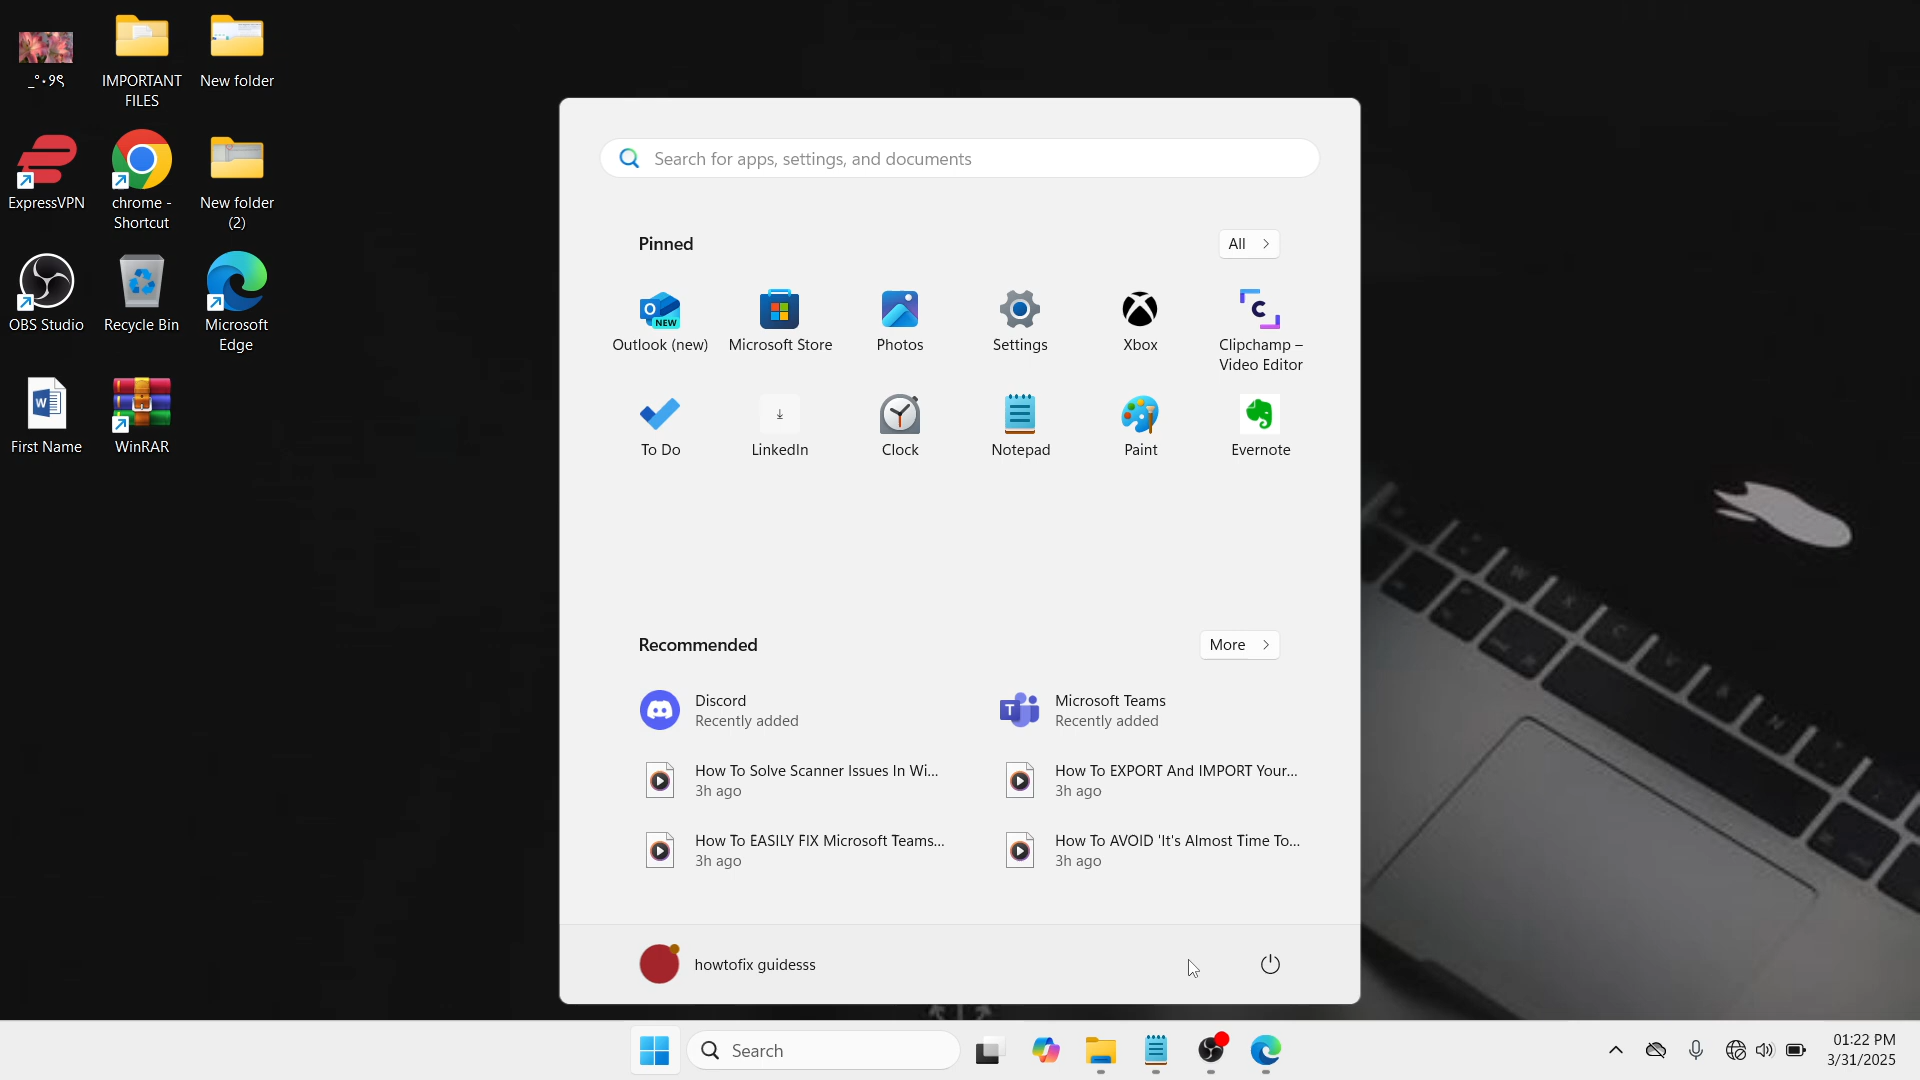 _°·୨ৎ
IMPORTANT
FILES
New folder
ExpressVPN
chrome -
Shortcut
New folder
(2)
OBS Studio
Recycle Bin
Microsoft
Edge
First Name
WinRAR
Search for apps, settings, and documents
Pinned
All
Outlook (new)
Microsoft Store
Photos
Settings
Xbox
Clipchamp –
Video Editor
To Do
LinkedIn
Clock
Notepad
Paint
Evernote
Recommended
More
Discord
Recently added
Microsoft Teams
Recently added
How To Solve Scanner Issues In Wi...
3h ago
How To EXPORT And IMPORT Your...
3h ago
How To EASILY FIX Microsoft Teams...
3h ago
How To AVOID 'It's Almost Time To...
3h ago
howtofix guidesss
Search
01:22 PM
3/31/2025